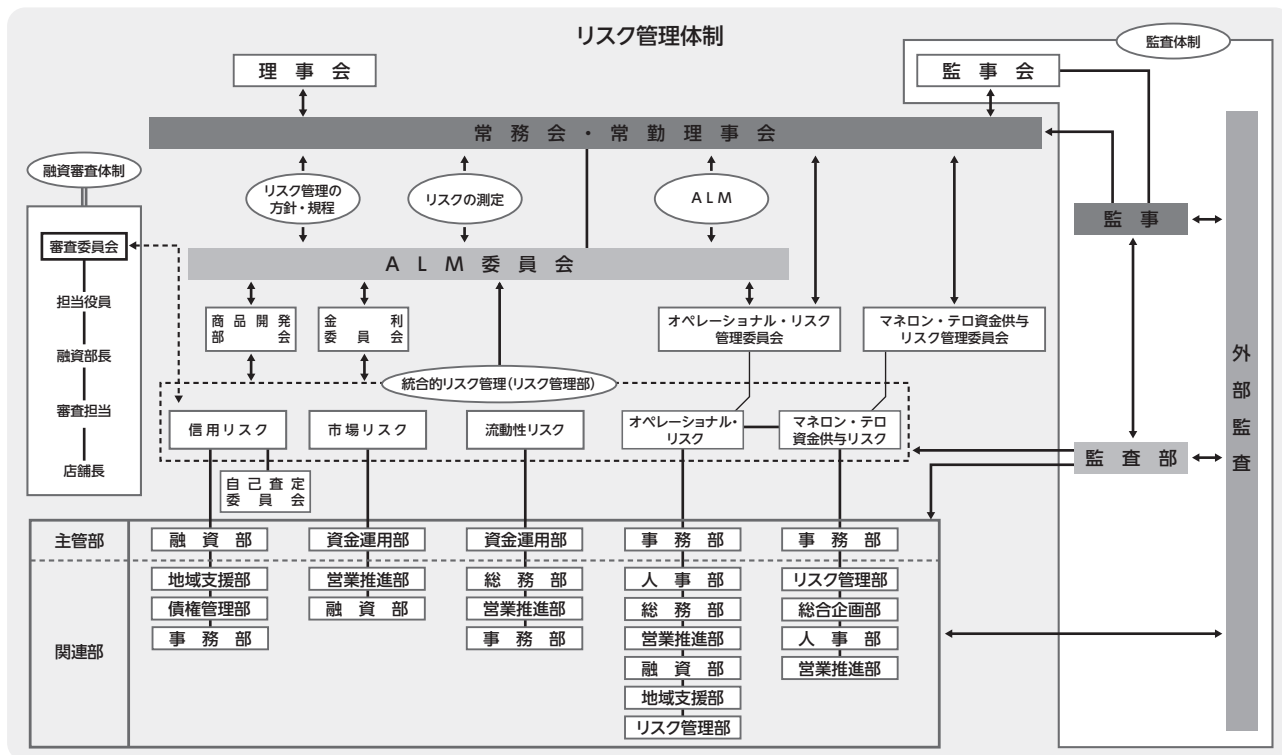 リスク管理体制
監査体制
理事会
監事会
常務会・常勤理事会
融資審査体制
リスク管理の
方針・規程
リスクの測定
ALM
監事
審査委員会
担当役員
融資部長
審査担当
店舗長
ALM委員会
商品開発
部会
金利
委員会
オペレーショナル・リスク
管理委員会
マネロン・テロ資金供与
リスク管理委員会
外部監査
統合的リスク管理(リスク管理部)
信用リスク
市場リスク
流動性リスク
オペレーショナル・
リスク
マネロン・テロ
資金供与リスク
監査部
自己査定
委員会
主管部
融資部
資金運用部
資金運用部
事務部
事務部
関連部
地域支援部
債権管理部
事務部
営業推進部
融資部
総務部
営業推進部
事務部
人事部
総務部
営業推進部
融資部
地域支援部
リスク管理部
リスク管理部
総合企画部
人事部
営業推進部